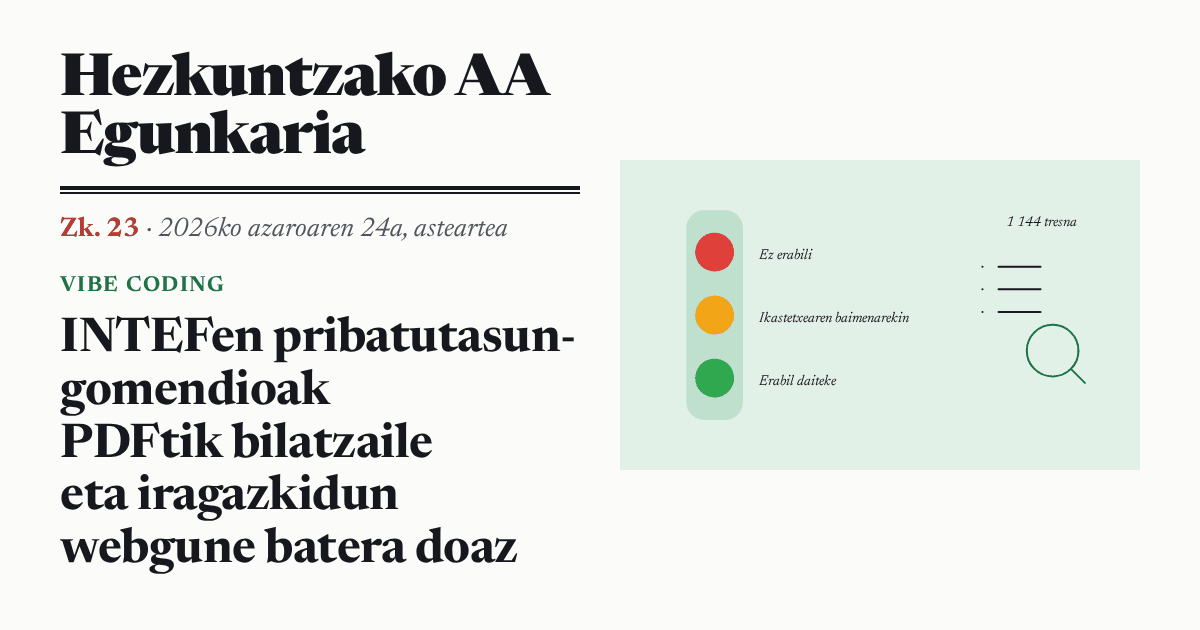 Hezkuntzako AA
Egunkaria
Zk. 23 · 2026ko azaroaren 24a, asteartea
VIBE CODING
INTEFen pribatutasun-
gomendioak
PDFtik bilatzaile
eta iragazkidun
webgune batera doaz
Ez erabili
Ikastetxearen baimenarekin
Erabil daiteke
1 144 tresna